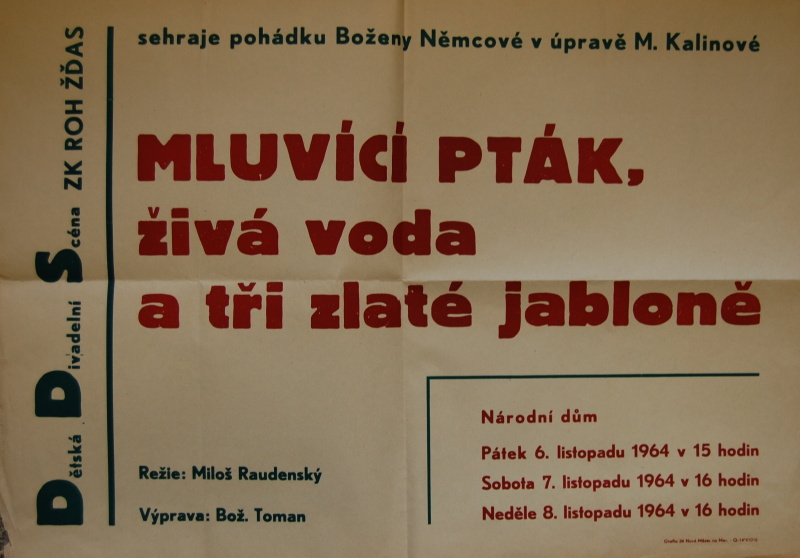 Dětská Divadelní Scéna ZK ROH ŽĎAS
sehraje pohádku Boženy Němcové v úpravě M. Kalinové
MLUVÍCÍ PTÁK,
živá voda
a tři zlaté jabloně
Režie: Miloš Raudenský
Výprava: Bož. Toman
Národní dům
Pátek 6. listopadu 1964 v 15 hodin
Sobota 7. listopadu 1964 v 16 hodin
Neděle 8. listopadu 1964 v 16 hodin